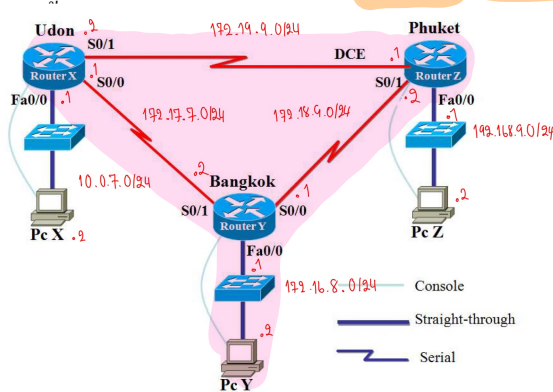 Udon
.2
S0/1
172.19.9.0/24
DCE
Phuket
.1
Router X
.1
S0/0
S0/1
Router Z
.2
Fa0/0
.1
Fa0/0
.1
172.17.7.0/24
172.18.9.0/24
192.168.9.0/24
10.0.7.0/24
.2
Bangkok
.1
.2
S0/1
S0/0
Pc X
.2
Router Y
Pc Z
Fa0/0
.1
172.16.8.0/24
Console
Straight-through
.2
Serial
Pc Y